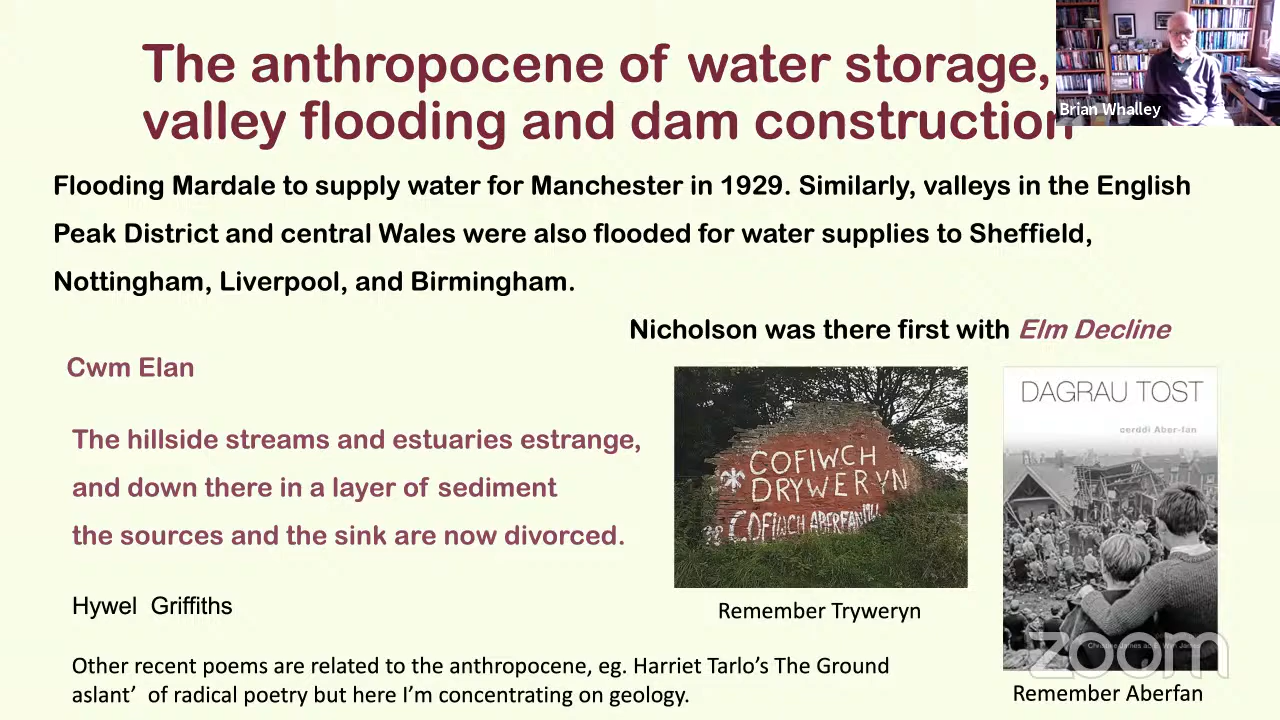 The anthropocene of water storage,
valley flooding and dam construction
Brian Whalley
Flooding Mardale to supply water for Manchester in 1929. Similarly, valleys in the English
Peak District and central Wales were also flooded for water supplies to Sheffield,
Nottingham, Liverpool, and Birmingham.
Nicholson was there first with Elm Decline
Cwm Elan
The hillside streams and estuaries estrange,
and down there in a layer of sediment
the sources and the sink are now divorced.
Hywel Griffiths
Other recent poems are related to the anthropocene, eg. Harriet Tarlo's The Ground
aslant' of radical poetry but here I'm concentrating on geology.
COFIWCH
DRYWERYN
COFIWCH ABERFAN
Remember Tryweryn
DAGRAU TOST
cerddi Aber-fan
zoom
Remember Aberfan